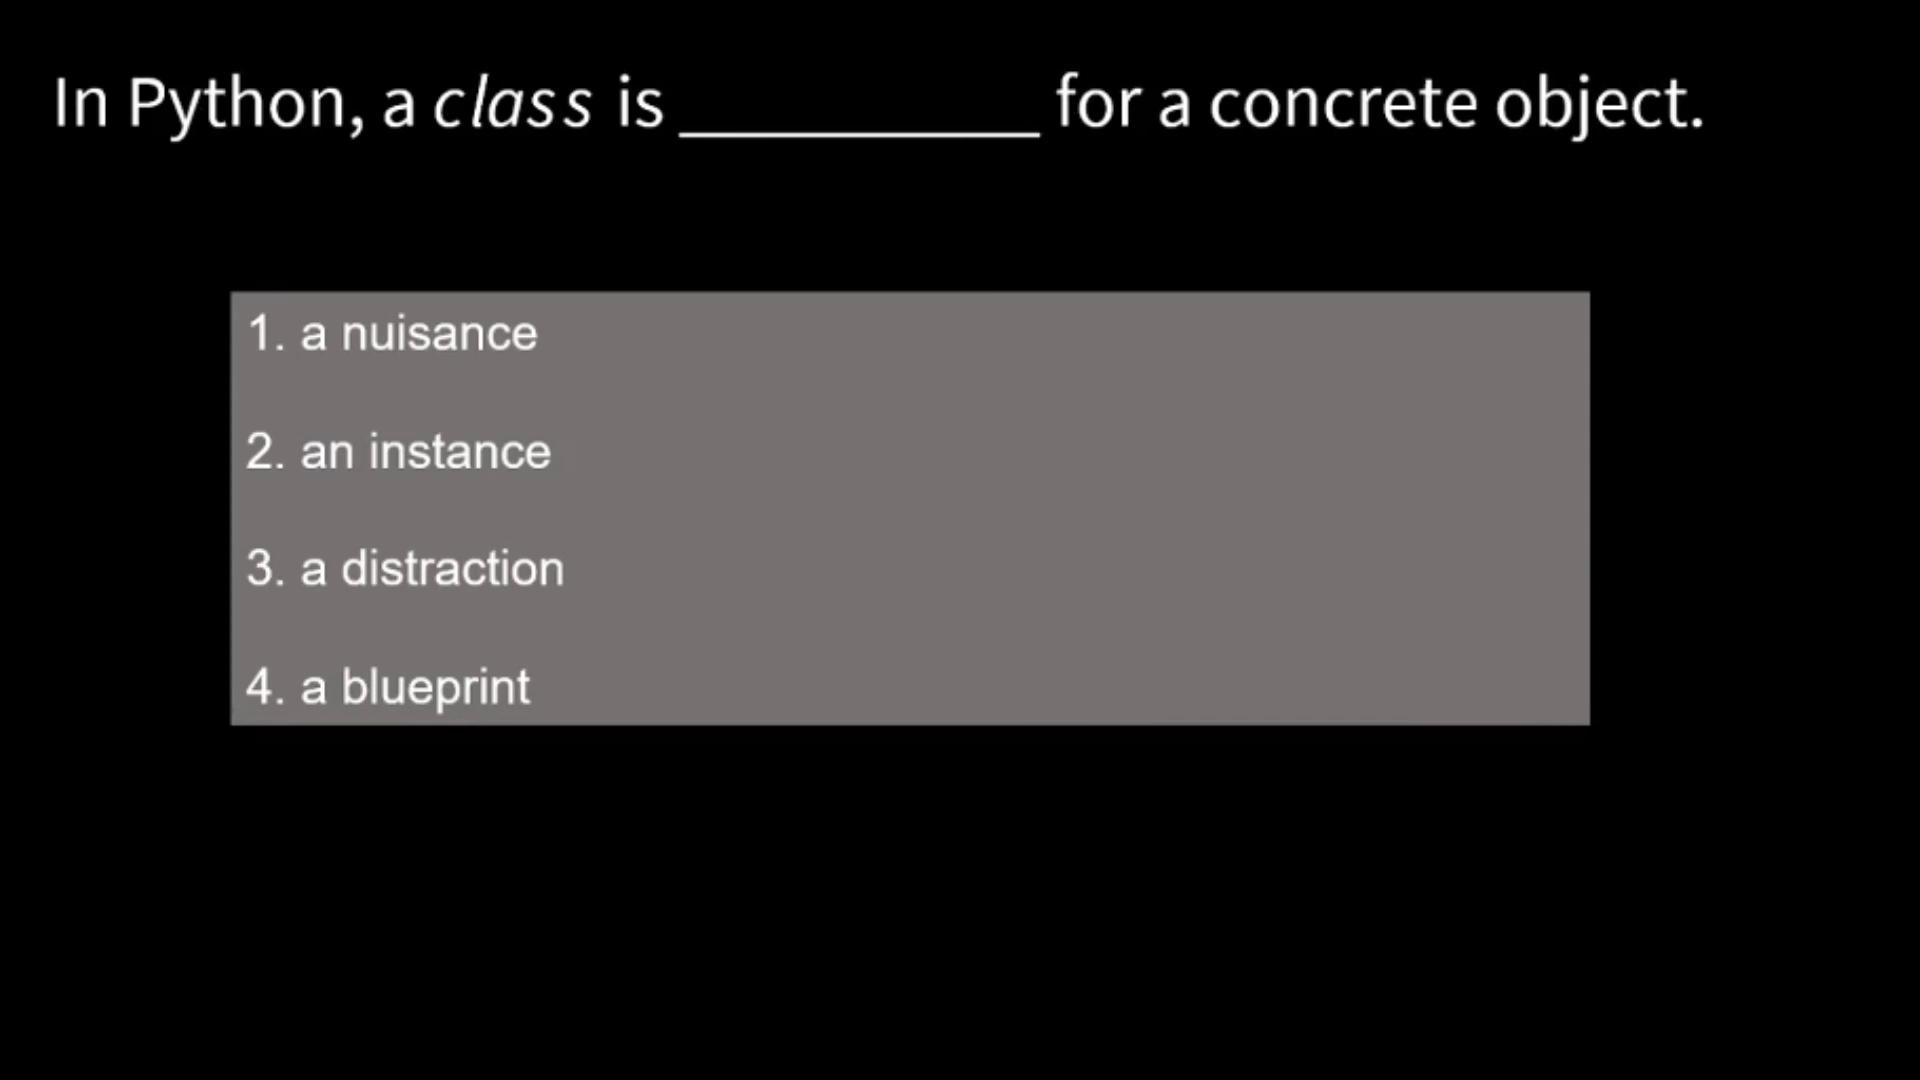 In Python, a class is __________ for a concrete object.
1. a nuisance
2. an instance
3. a distraction
4. a blueprint